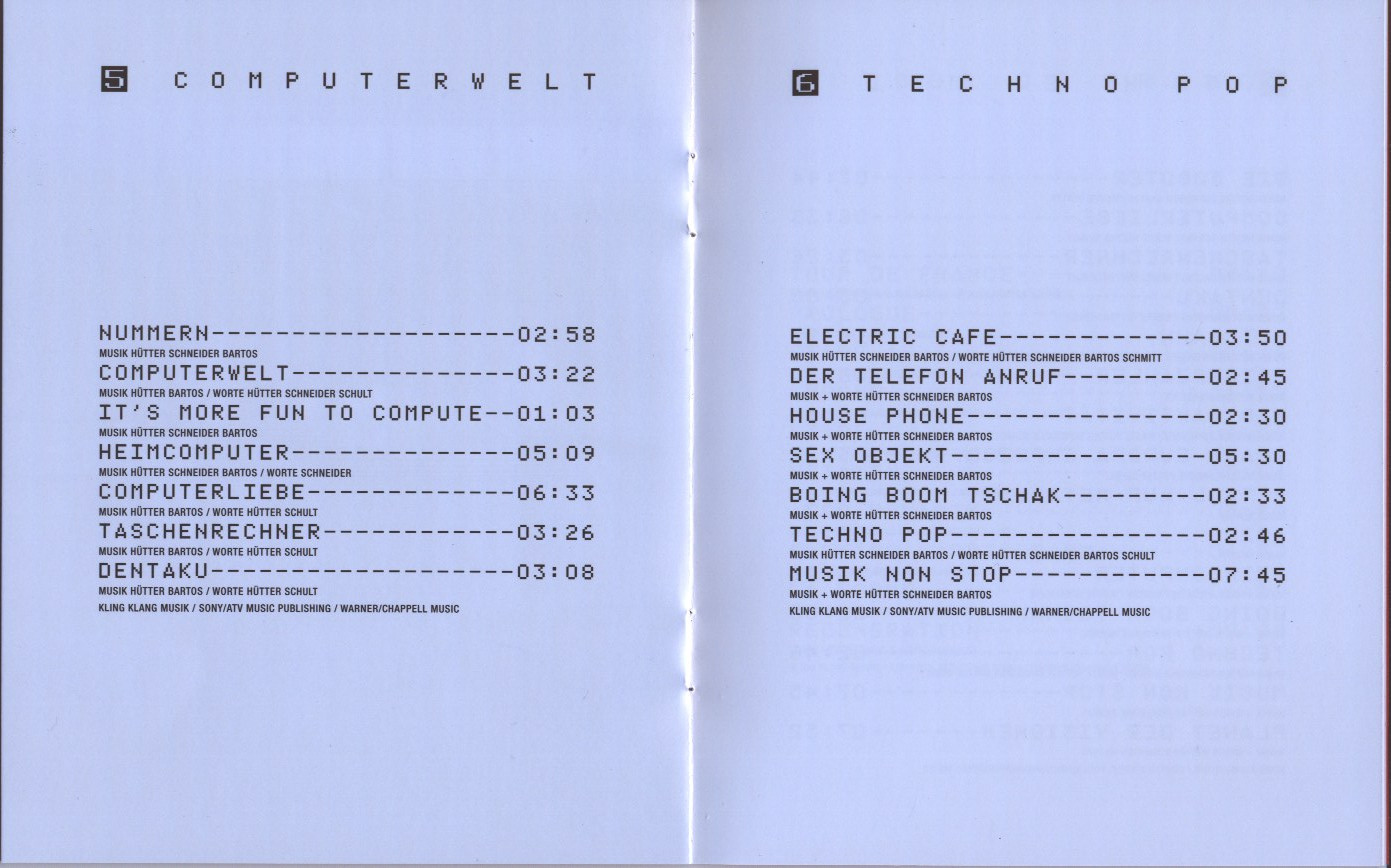 5 COMPUTERWELT
NUMMERN-------------------02:58
MUSIK HÜTTER SCHNEIDER BARTOS
COMPUTERWELT--------------03:22
MUSIK HÜTTER BARTOS / WORTE HÜTTER SCHNEIDER SCHULT
IT'S MORE FUN TO COMPUTE--01:03
MUSIK HÜTTER SCHNEIDER BARTOS
HEIMCOMPUTER--------------05:09
MUSIK HÜTTER SCHNEIDER BARTOS / WORTE SCHNEIDER
COMPUTERLIEBE-------------06:33
MUSIK HÜTTER BARTOS / WORTE HÜTTER SCHULT
TASCHENRECHNER------------03:26
MUSIK HÜTTER BARTOS / WORTE HÜTTER SCHULT
DENTAKU-------------------03:08
MUSIK HÜTTER BARTOS / WORTE HÜTTER SCHULT
KLING KLANG MUSIK / SONY/ATV MUSIC PUBLISHING / WARNER/CHAPPELL MUSIC
6 TECHNO POP
ELECTRIC CAFE-------------03:50
MUSIK HÜTTER SCHNEIDER BARTOS / WORTE HÜTTER SCHNEIDER BARTOS SCHMITT
DER TELEFON ANRUF---------02:45
MUSIK + WORTE HÜTTER SCHNEIDER BARTOS
HOUSE PHONE---------------02:30
MUSIK + WORTE HÜTTER SCHNEIDER BARTOS
SEX OBJEKT----------------05:30
MUSIK + WORTE HÜTTER SCHNEIDER BARTOS
BOING BOOM TSCHAK---------02:33
MUSIK + WORTE HÜTTER SCHNEIDER BARTOS
TECHNO POP----------------02:46
MUSIK HÜTTER SCHNEIDER BARTOS / WORTE HÜTTER SCHNEIDER BARTOS SCHULT
MUSIK NON STOP------------07:45
MUSIK + WORTE HÜTTER SCHNEIDER BARTOS
KLING KLANG MUSIK / SONY/ATV MUSIC PUBLISHING / WARNER/CHAPPELL MUSIC